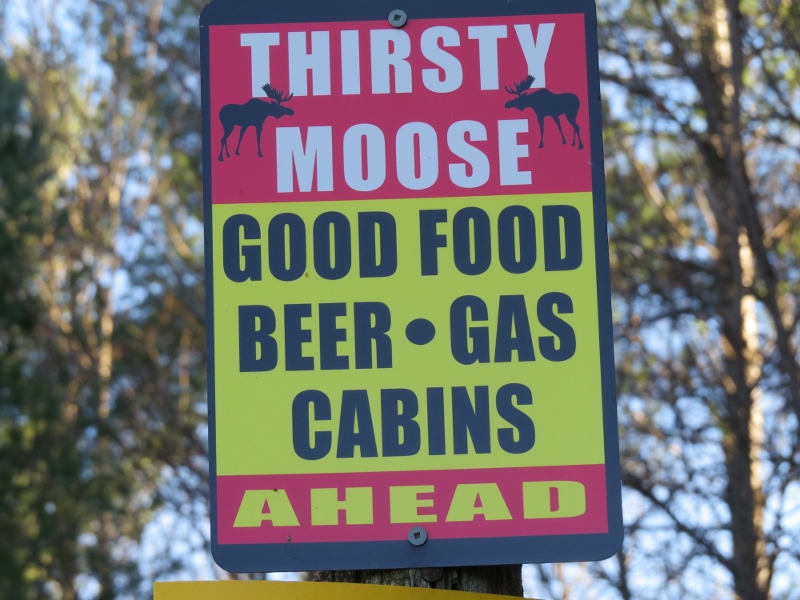 THIRSTY
MOOSE
GOOD FOOD
BEER • GAS
CABINS
AHEAD